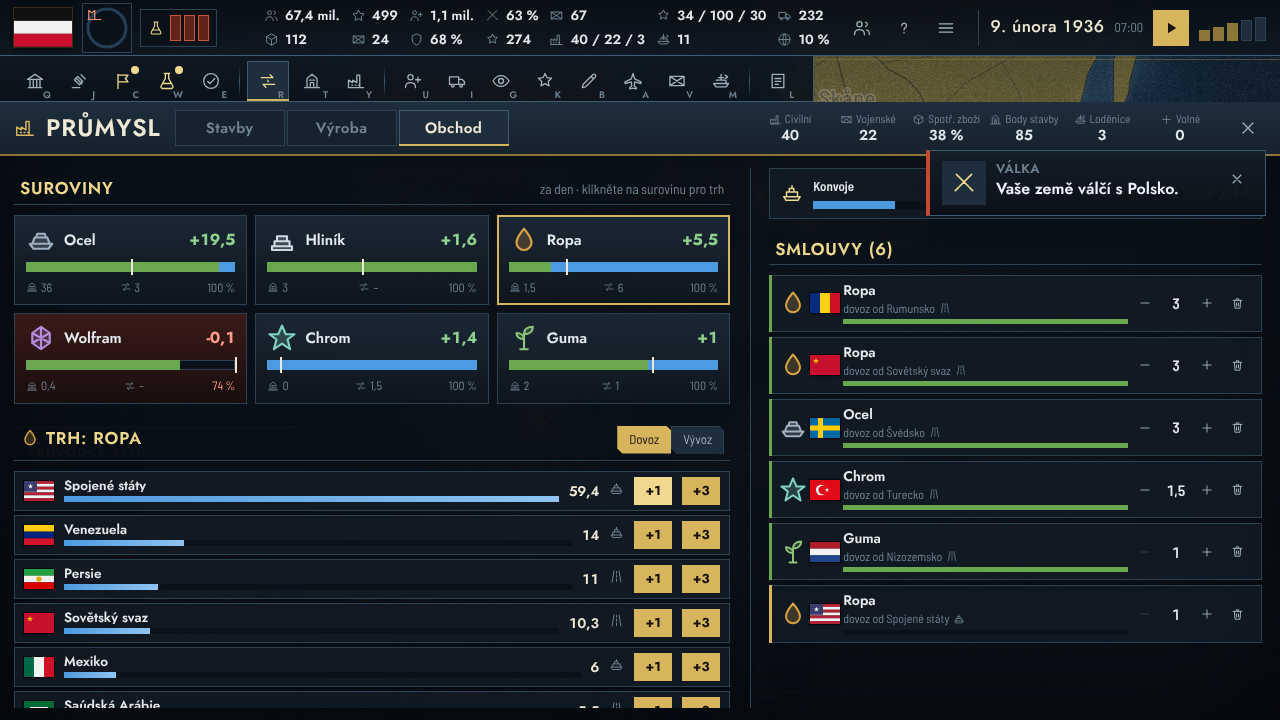 67,4 mil. 499 1,1 mil. 63 % 67 34 / 100 / 30 232
112 24 68 % 274 40 / 22 / 3 11 10 %
? 9. února 1936 07:00
Q J C W E R T Y U I G K B A V M L
Skåne
PRŮMYSL
Stavby Výroba Obchod
Civilní Vojenské Spotř. zboží Body stavby Loděnice Volné
40 22 38 % 85 3 0
VÁLKA
Vaše země válčí s Polsko.
SUROVINY
za den · klikněte na surovinu pro trh
Konvoje
Ocel +19,5
36 3 100 %
Hliník +1,6
3 - 100 %
Ropa +5,5
1,5 6 100 %
Wolfram -0,1
0,4 - 74 %
Chrom +1,4
0 1,5 100 %
Guma +1
2 1 100 %
TRH: ROPA
Dovoz Vývoz
Spojené státy 59,4 +1 +3
Venezuela 14 +1 +3
Persie 11 +1 +3
Sovětský svaz 10,3 +1 +3
Mexiko 6 +1 +3
Saúdská Arábie
SMLOUVY (6)
Ropa
dovoz od Rumunsko
− 3 +
Ropa
dovoz od Sovětský svaz
− 3 +
Ocel
dovoz od Švédsko
− 3 +
Chrom
dovoz od Turecko
− 1,5 +
Guma
dovoz od Nizozemsko
− 1 +
Ropa
dovoz od Spojené státy
− 1 +